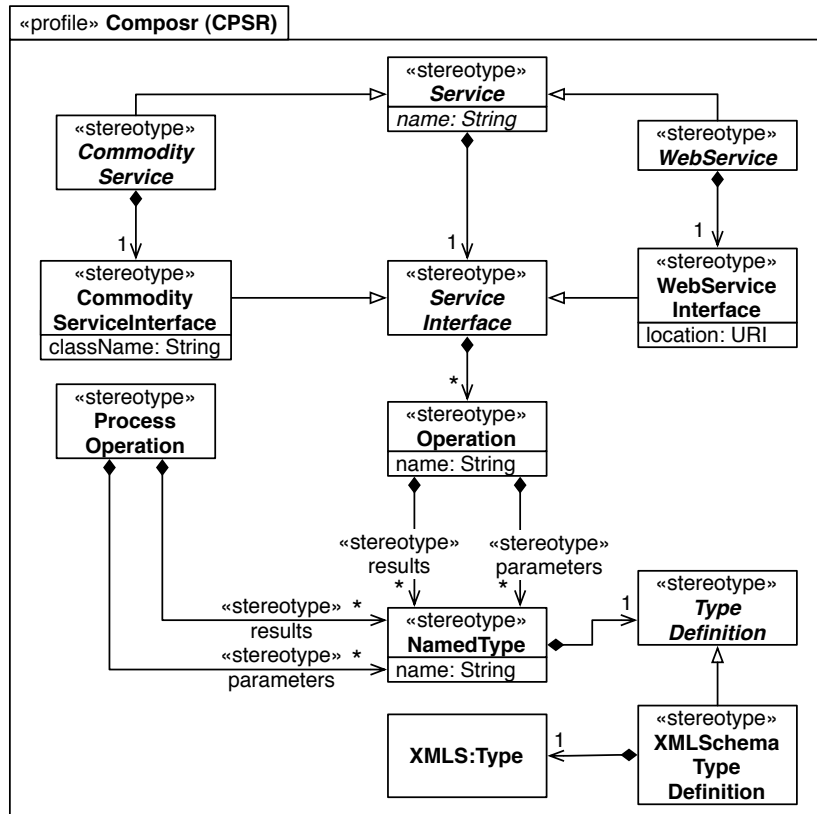 «profile» Composr (CPSR)
«stereotype»
Service
name: String
«stereotype»
Commodity
Service
«stereotype»
WebService
1
1
1
«stereotype»
Commodity
ServiceInterface
className: String
«stereotype»
Service
Interface
«stereotype»
WebService
Interface
location: URI
*
«stereotype»
Process
Operation
«stereotype»
Operation
name: String
«stereotype»
results
*
«stereotype»
parameters
*
«stereotype» *
results
«stereotype» *
parameters
«stereotype»
NamedType
name: String
1
«stereotype»
Type
Definition
XMLS:Type
1
«stereotype»
XMLSchema
Type
Definition